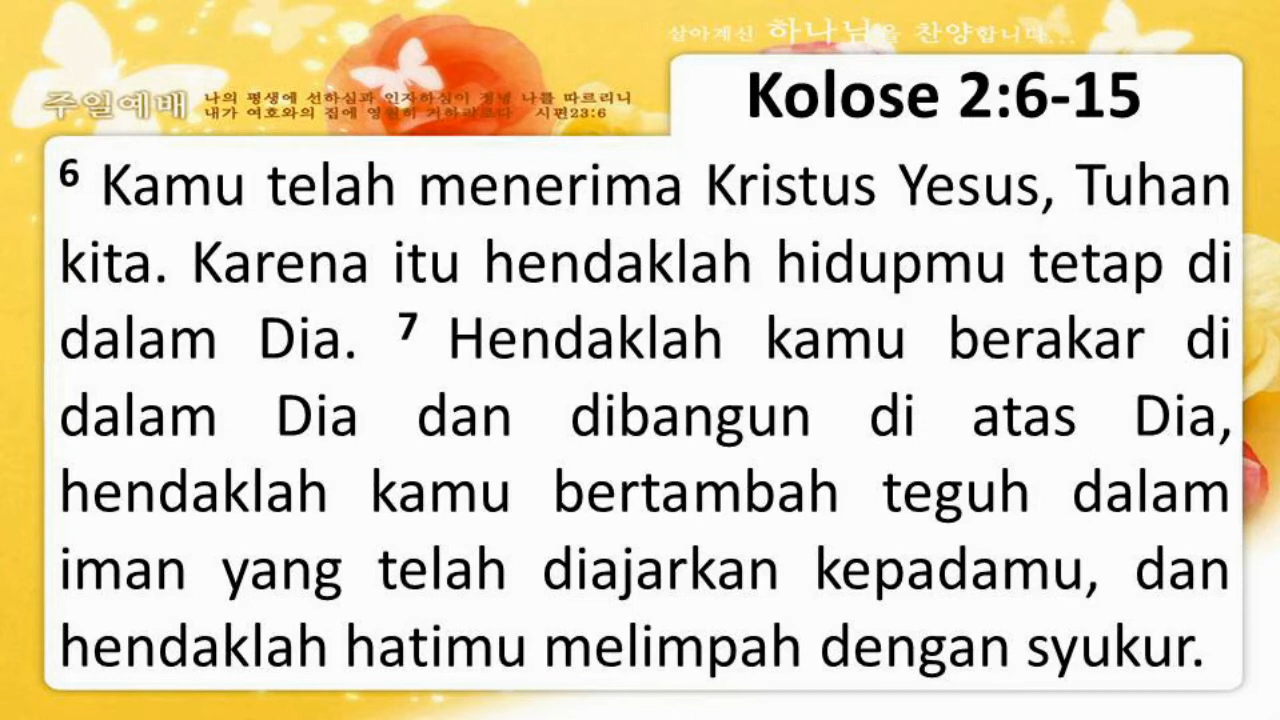 살아계신 하나님을 찬양합니다...
주일예배
나의 평생에 선하심과 인자하심이 정녕 나를 따르리니
내가 여호와의 집에 영원히 거하리로다 시편23:6
Kolose 2:6-15
6 Kamu telah menerima Kristus Yesus, Tuhan
kita. Karena itu hendaklah hidupmu tetap di
dalam Dia. 7 Hendaklah kamu berakar di
dalam Dia dan dibangun di atas Dia,
hendaklah kamu bertambah teguh dalam
iman yang telah diajarkan kepadamu, dan
hendaklah hatimu melimpah dengan syukur.